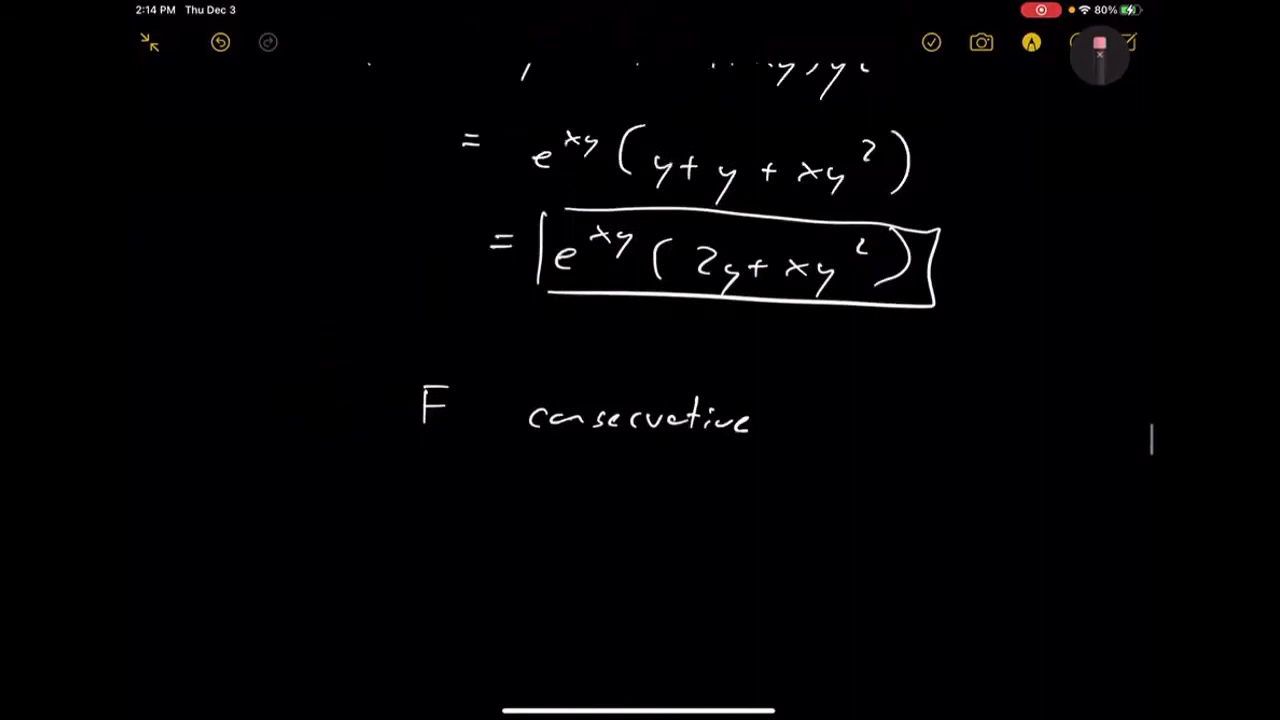 2:14 PM Thu Dec 3 80%
= e^xy (y + y + xy^2)
= e^xy (2y + xy^2)
F conservative